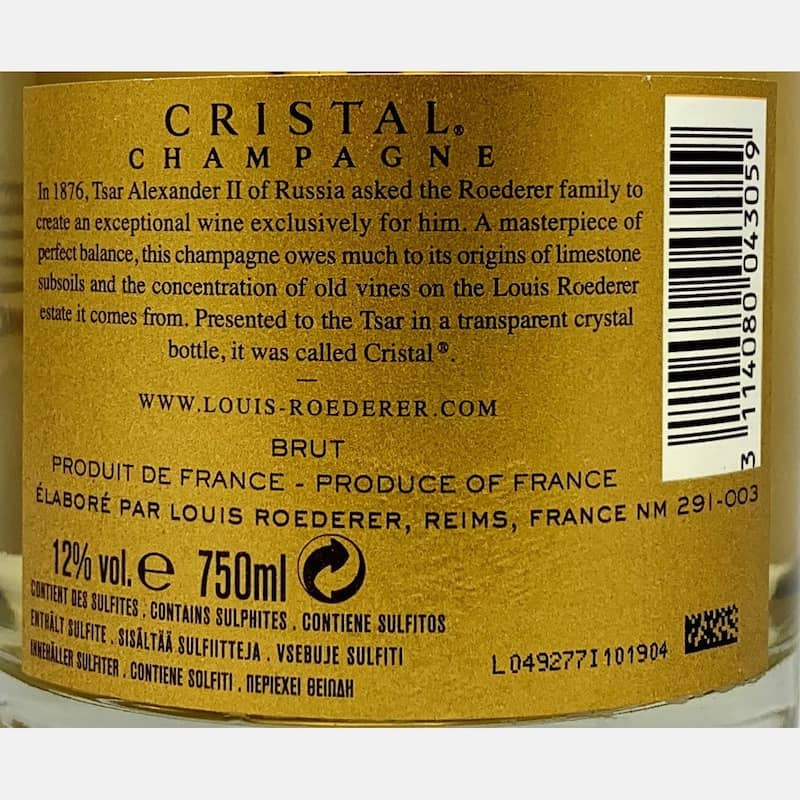 CRISTAL®
CHAMPAGNE
In 1876, Tsar Alexander II of Russia asked the Roederer family to
create an exceptional wine exclusively for him. A masterpiece of
perfect balance, this champagne owes much to its origins of limestone
subsoils and the concentration of old vines on the Louis Roederer
estate it comes from. Presented to the Tsar in a transparent crystal
bottle, it was called Cristal®.
WWW.LOUIS-ROEDERER.COM
BRUT
PRODUIT DE FRANCE - PRODUCE OF FRANCE
ÉLABORÉ PAR LOUIS ROEDERER, REIMS, FRANCE NM 291-003
12% vol. e 750ml
CONTIENT DES SULFITES . CONTAINS SULPHITES . CONTIENE SULFITOS
ENTHÄLT SULFITE . SISÄLTÄÄ SULFIITTEJA . VSEBUJE SULFITI
INNEHÅLLER SULFITER . CONTIENE SOLFITI . ΠΕΡΙΕΧΕΙ ΘΕΙΩΔΗ
L049277I101904
3 114080 043059